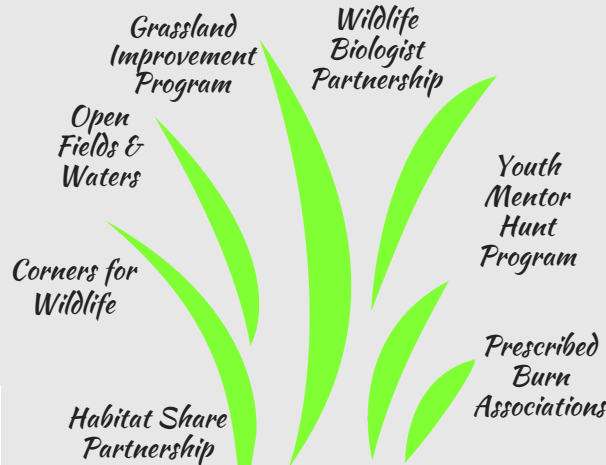 Grassland
Improvement
Program
Wildlife
Biologist
Partnership
Open
Fields &
Waters
Youth
Mentor
Hunt
Program
Corners for
Wildlife
Prescribed
Burn
Associations
Habitat Share
Partnership